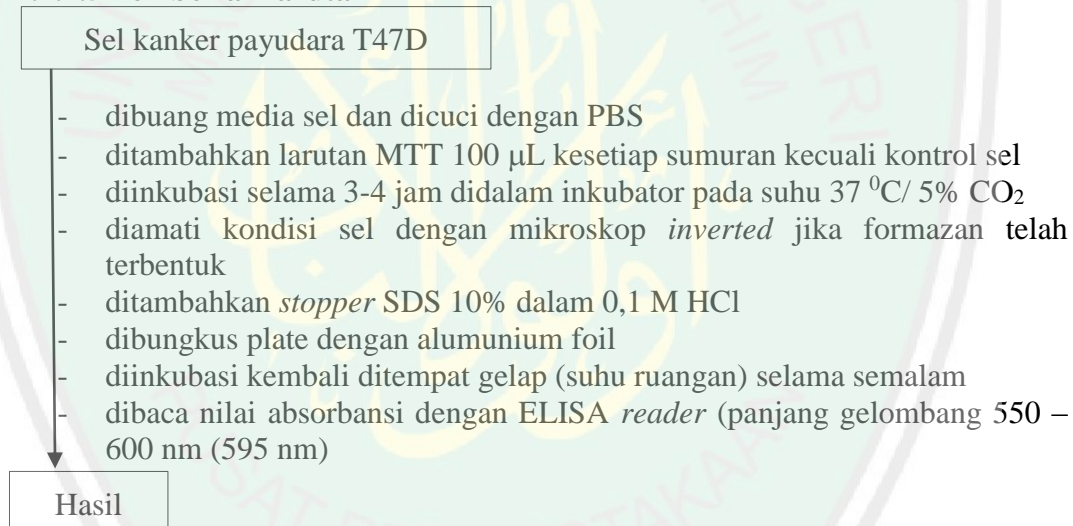 Sel kanker payudara T47D
- dibuang media sel dan dicuci dengan PBS
- ditambahkan larutan MTT 100 μL kesetiap sumuran kecuali kontrol sel
- diinkubasi selama 3-4 jam didalam inkubator pada suhu 37 ⁰C/ 5% CO₂
- diamati kondisi sel dengan mikroskop inverted jika formazan telah
terbentuk
- ditambahkan stopper SDS 10% dalam 0,1 M HCl
- dibungkus plate dengan alumunium foil
- diinkubasi kembali ditempat gelap (suhu ruangan) selama semalam
- dibaca nilai absorbansi dengan ELISA reader (panjang gelombang 550 –
600 nm (595 nm)
Hasil